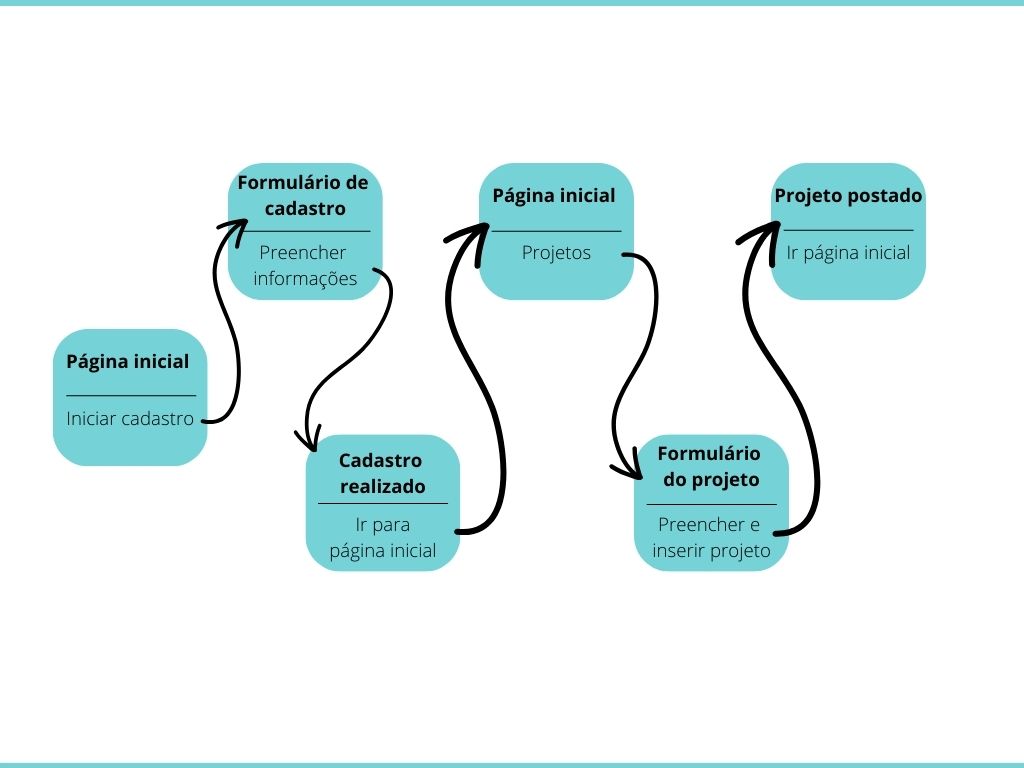 Página inicial
Iniciar cadastro
Formulário de
cadastro
Preencher
informações
Cadastro
realizado
Ir para
página inicial
Página inicial
Projetos
Formulário
do projeto
Preencher e
inserir projeto
Projeto postado
Ir página inicial